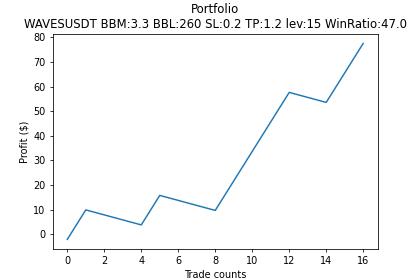 Portfolio
WAVESUSDT BBM:3.3 BBL:260 SL:0.2 TP:1.2 lev:15 WinRatio:47.0
80
70
60
50
40
30
20
10
0
Profit ($)
0 2 4 6 8 10 12 14 16
Trade counts